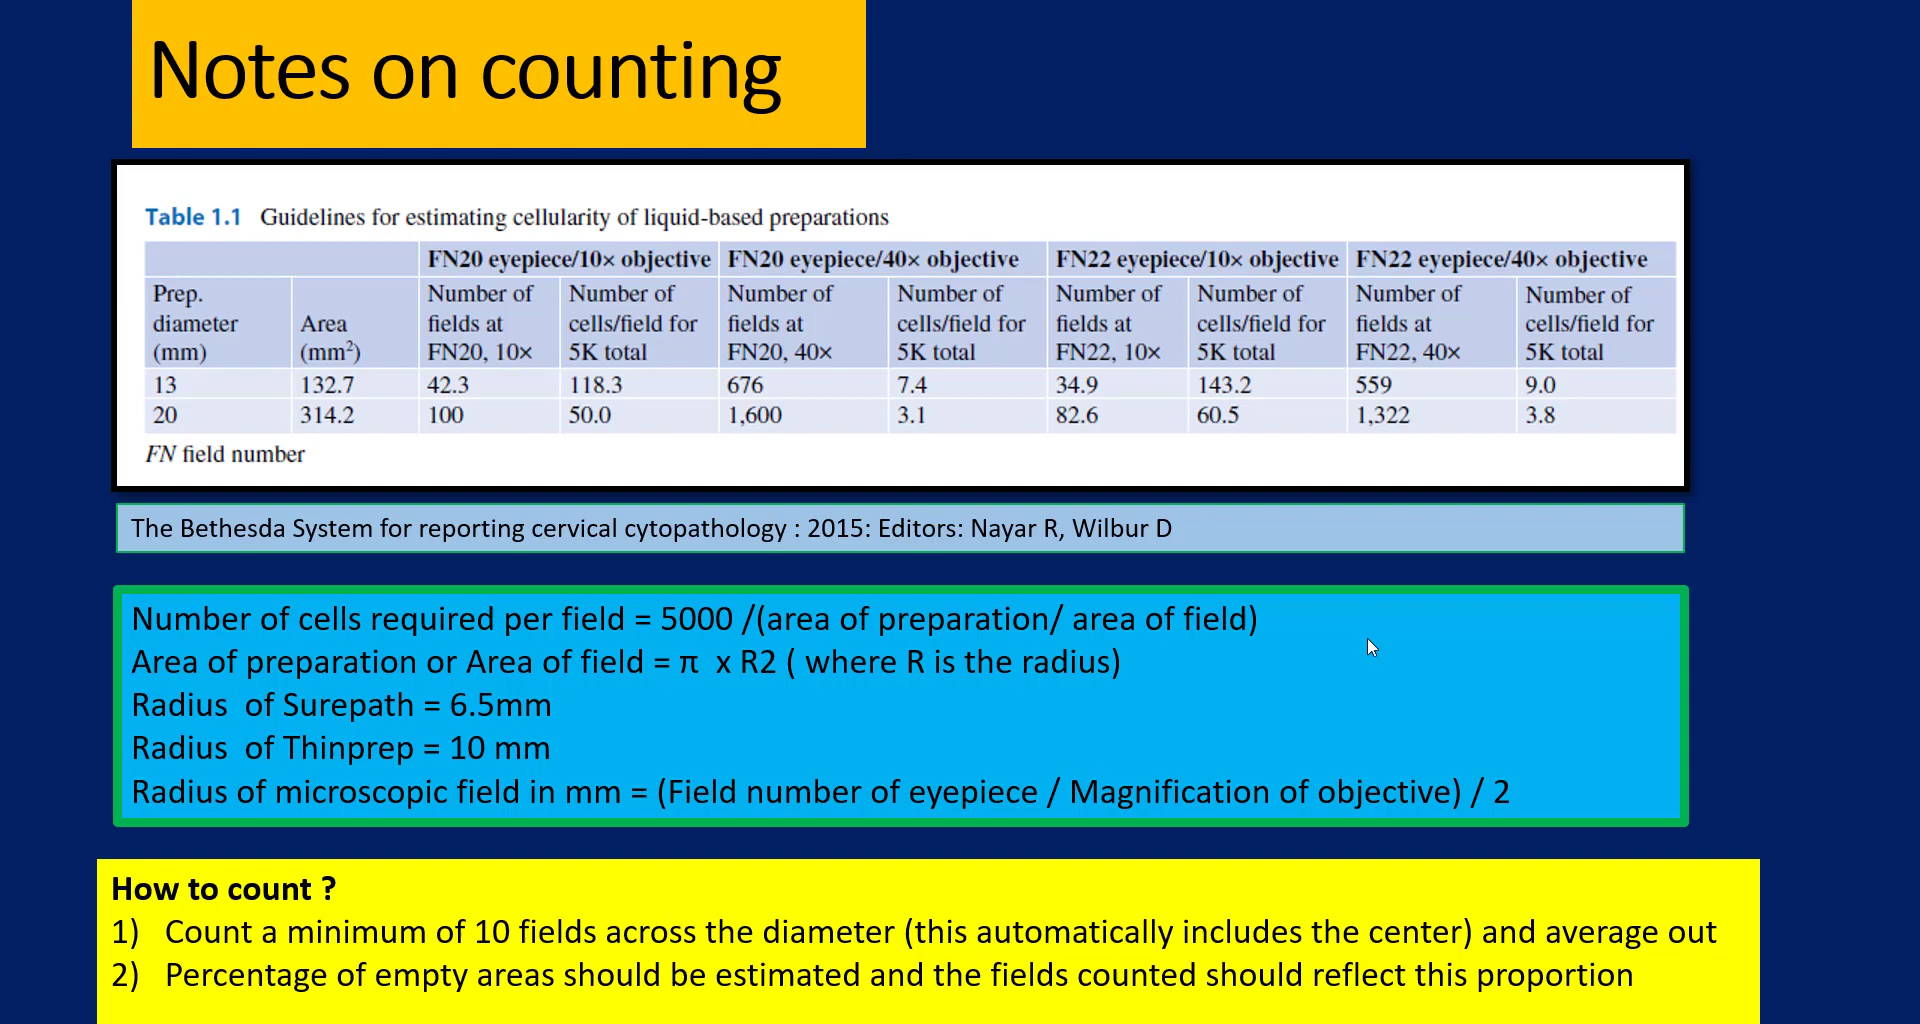 Notes on counting
Table 1.1 Guidelines for estimating cellularity of liquid-based preparations
FN20 eyepiece/10× objective FN20 eyepiece/40× objective FN22 eyepiece/10× objective FN22 eyepiece/40× objective
Prep. Number of Number of Number of Number of Number of Number of Number of Number of
diameter Area fields at cells/field for fields at cells/field for fields at cells/field for fields at cells/field for
(mm) (mm²) FN20, 10× 5K total FN20, 40× 5K total FN22, 10× 5K total FN22, 40× 5K total
13 132.7 42.3 118.3 676 7.4 34.9 143.2 559 9.0
20 314.2 100 50.0 1,600 3.1 82.6 60.5 1,322 3.8
FN field number
The Bethesda System for reporting cervical cytopathology : 2015: Editors: Nayar R, Wilbur D
Number of cells required per field = 5000 /(area of preparation/ area of field)
Area of preparation or Area of field = π x R2 ( where R is the radius)
Radius of Surepath = 6.5mm
Radius of Thinprep = 10 mm
Radius of microscopic field in mm = (Field number of eyepiece / Magnification of objective) / 2
How to count ?
1) Count a minimum of 10 fields across the diameter (this automatically includes the center) and average out
2) Percentage of empty areas should be estimated and the fields counted should reflect this proportion